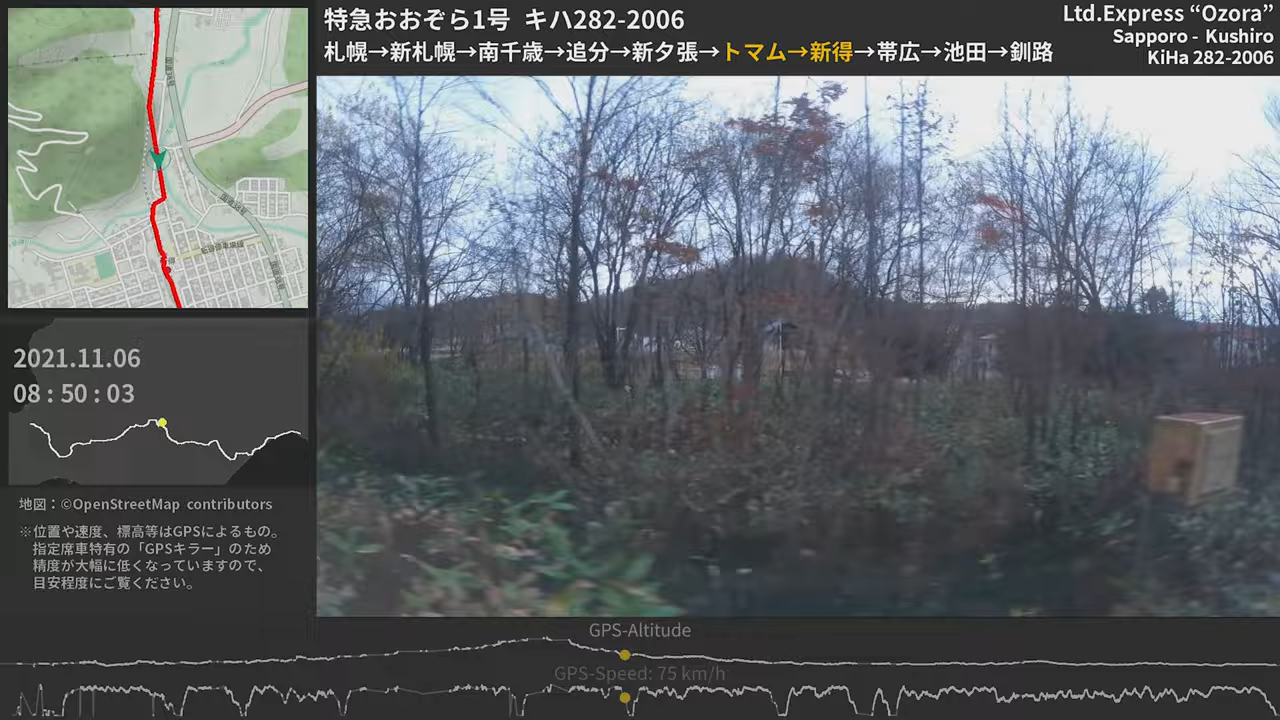 特急おおぞら1号 キハ282-2006
札幌→新札幌→南千歳→追分→新夕張→トマム→新得→帯広→池田→釧路
Ltd.Express “Ozora”
Sapporo - Kushiro
KiHa 282-2006
2021.11.06
08 : 50 : 03
地図：©OpenStreetMap contributors
※位置や速度、標高等はGPSによるもの。
指定席車特有の「GPSキラー」のため
精度が大幅に低くなっていますので、
目安程度にご覧ください。
GPS-Altitude
GPS-Speed: 75 km/h